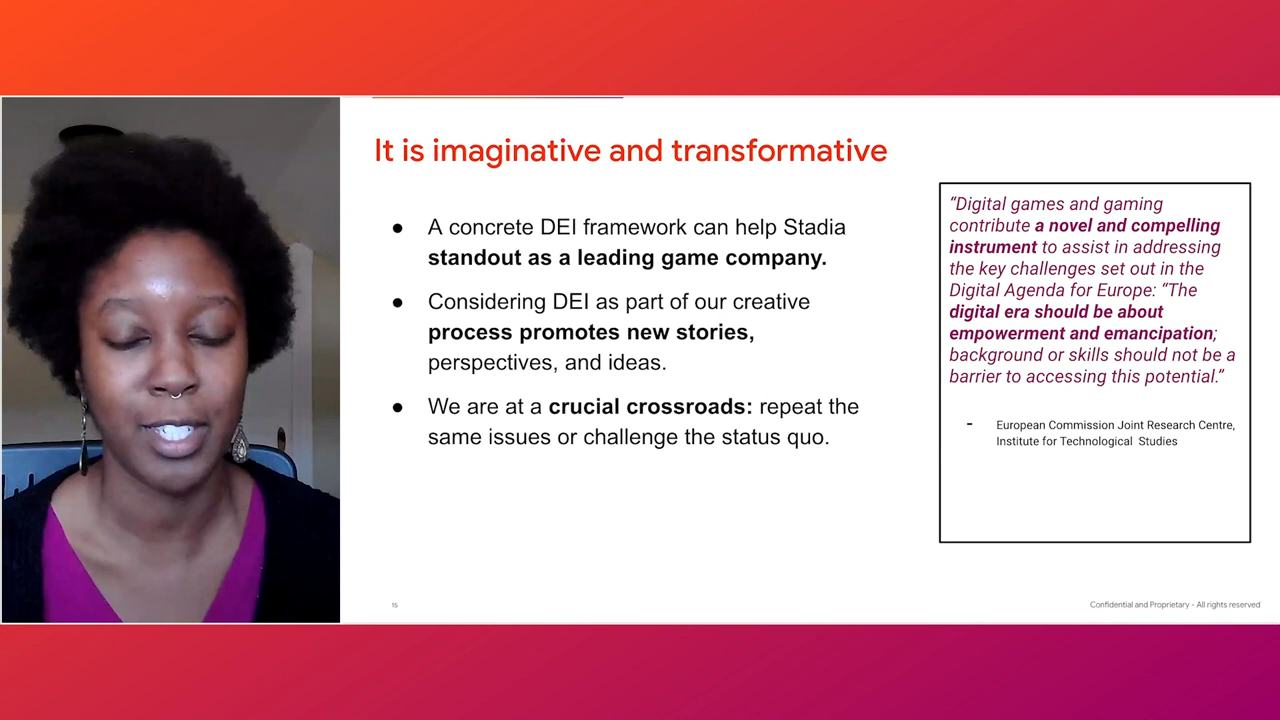 It is imaginative and transformative
● A concrete DEI framework can help Stadia
standout as a leading game company.
● Considering DEI as part of our creative
process promotes new stories,
perspectives, and ideas.
● We are at a crucial crossroads: repeat the
same issues or challenge the status quo.
“Digital games and gaming
contribute a novel and compelling
instrument to assist in addressing
the key challenges set out in the
Digital Agenda for Europe: “The
digital era should be about
empowerment and emancipation;
background or skills should not be a
barrier to accessing this potential.”
- European Commission Joint Research Centre,
Institute for Technological Studies
15
Confidential and Proprietary - All rights reserved